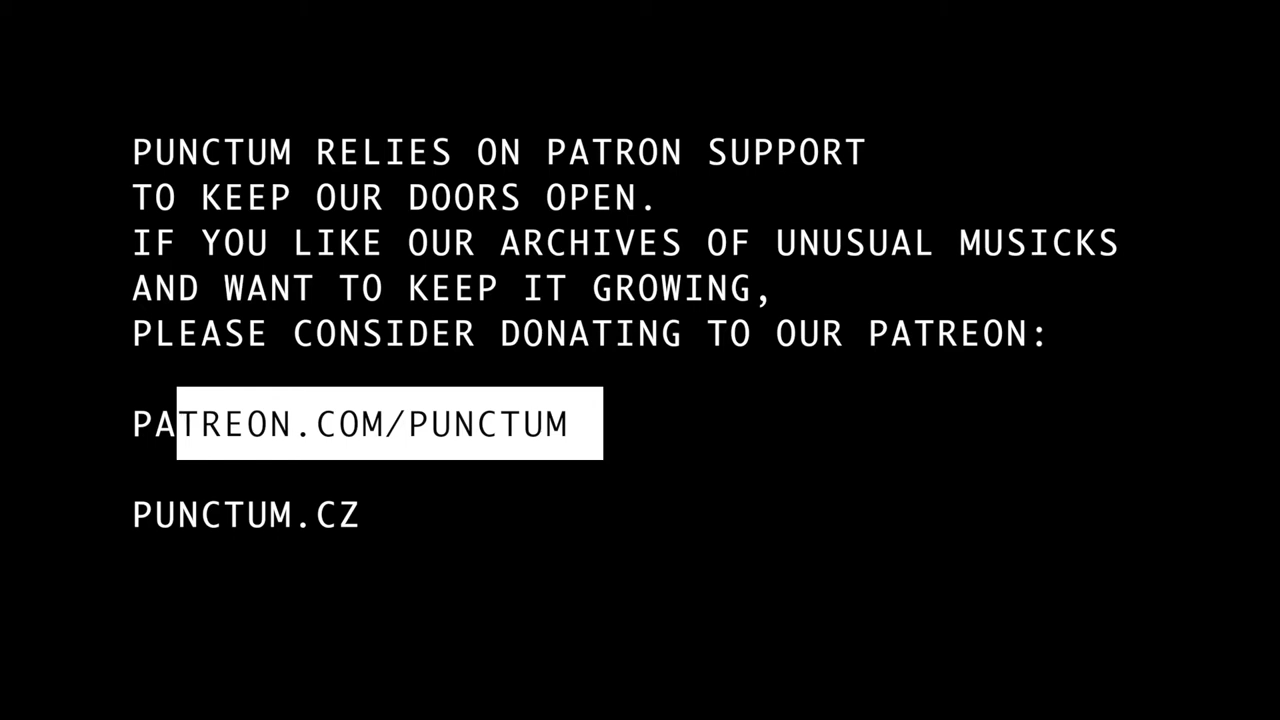 PUNCTUM RELIES ON PATRON SUPPORT
TO KEEP OUR DOORS OPEN.
IF YOU LIKE OUR ARCHIVES OF UNUSUAL MUSICKS
AND WANT TO KEEP IT GROWING,
PLEASE CONSIDER DONATING TO OUR PATREON:
PATREON.COM/PUNCTUM
PUNCTUM.CZ